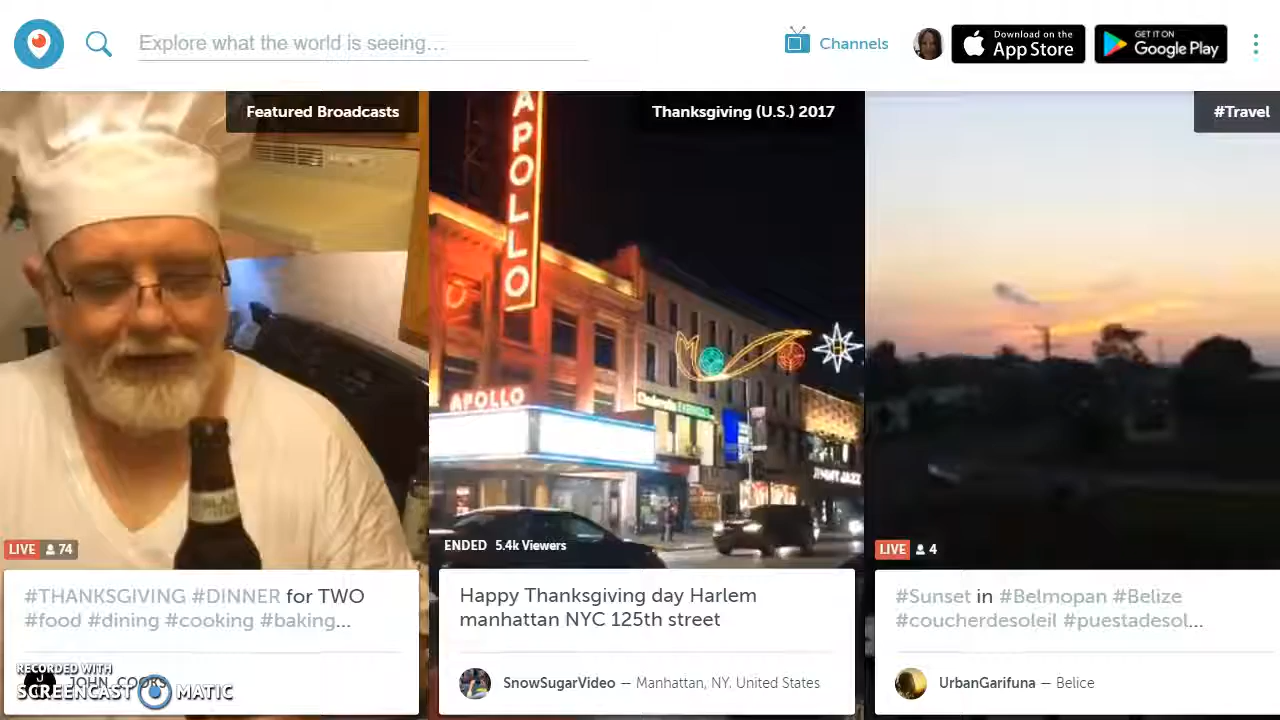 Explore what the world is seeing...
Channels
Download on the
App Store
GET IT ON
Google Play
Featured Broadcasts
Thanksgiving (U.S.) 2017
#Travel
APOLLO
APOLLO
JIMMY JAZZ
LIVE 74
ENDED 5.4k Viewers
LIVE 4
#THANKSGIVING #DINNER for TWO
#food #dining #cooking #baking...
Happy Thanksgiving day Harlem
manhattan NYC 125th street
#Sunset in #Belmopan #Belize
#coucherdesoleil #puestadesol...
J
JOHN_COOKS
SnowSugarVideo — Manhattan, NY, United States
UrbanGarifuna — Belice
RECORDED WITH
SCREENCAST MATIC